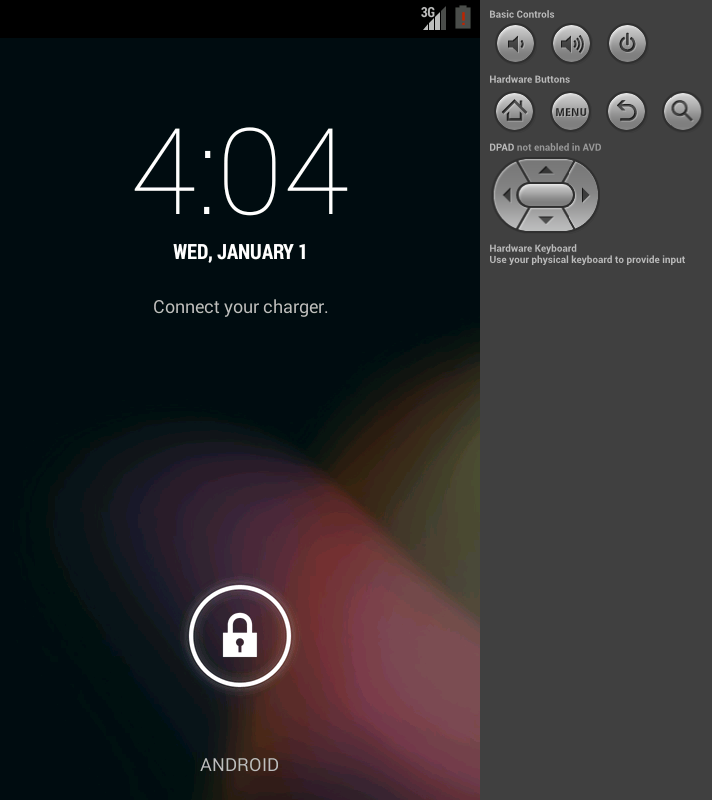 3G
4:04
WED, JANUARY 1
Connect your charger.
ANDROID
Basic Controls
Hardware Buttons
MENU
DPAD not enabled in AVD
Hardware Keyboard
Use your physical keyboard to provide input